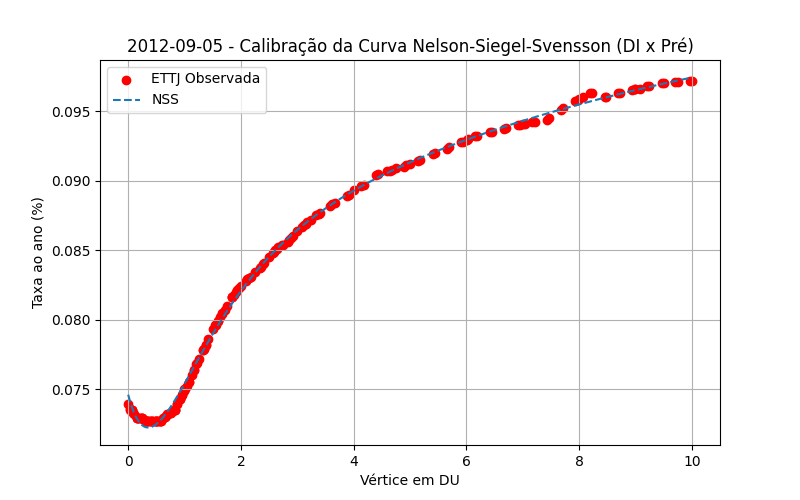 2012-09-05 - Calibração da Curva Nelson-Siegel-Svensson (DI x Pré)
ETTJ Observada
NSS
Taxa ao ano (%)
0.095
0.090
0.085
0.080
0.075
0 2 4 6 8 10
Vértice em DU